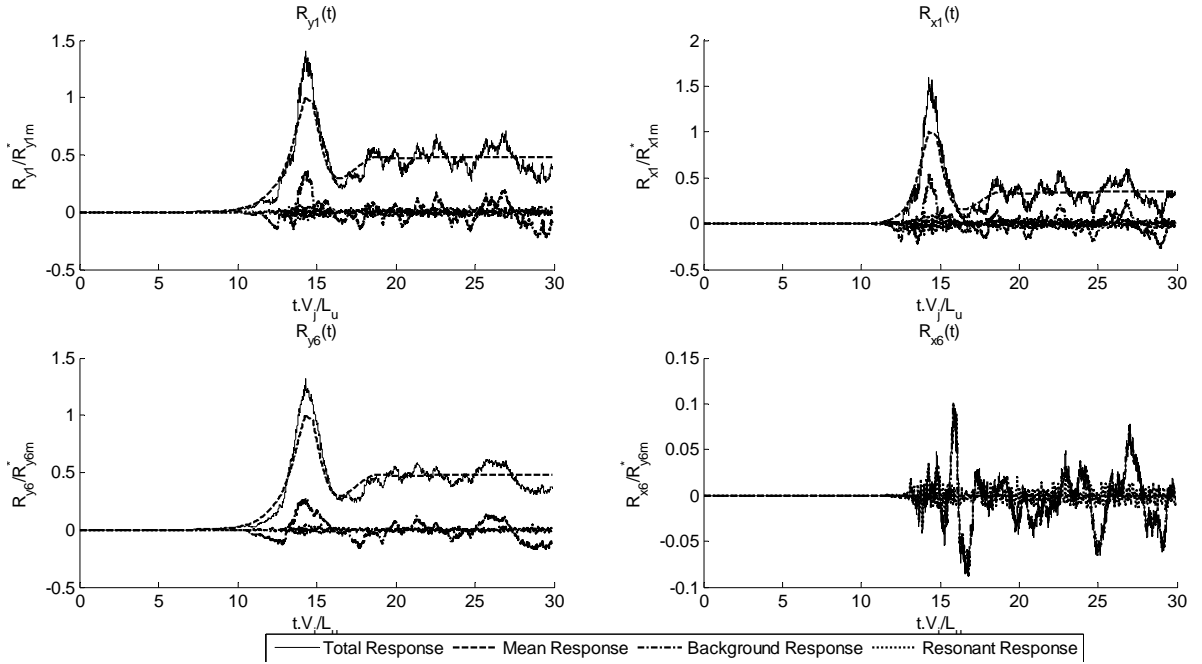 R_y1(t)
1.5
1
0.5
0
-0.5
R_y1/R*_y1m
0 5 10 15 20 25 30
t.V_j/L_u
R_x1(t)
2
1.5
1
0.5
0
-0.5
R_x1/R*_x1m
0 5 10 15 20 25 30
t.V_j/L_u
R_y6(t)
1.5
1
0.5
0
-0.5
R_y6/R*_y6m
0 5 10 15 20 25 30
t.V_j/L_u
R_x6(t)
0.15
0.1
0.05
0
-0.05
-0.1
R_x6/R*_y6m
0 5 10 15 20 25 30
t.V_j/L_u
Total Response Mean Response Background Response Resonant Response